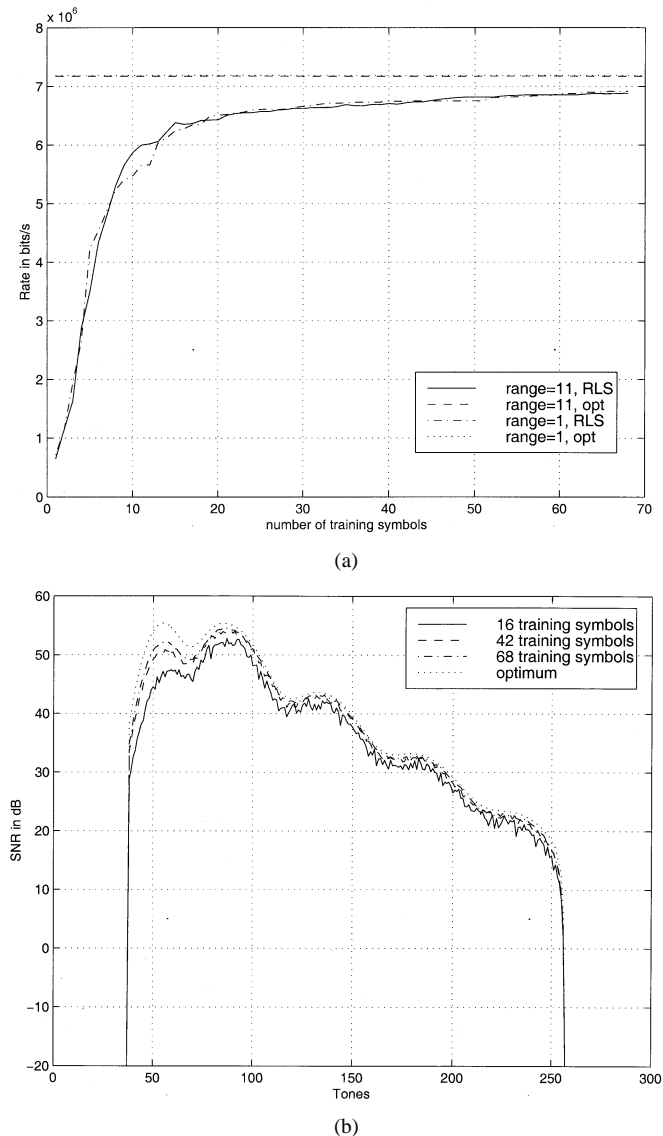 x 10^6
8
7
6
5
4
3
2
1
0
Rate in bits/s
range=11, RLS
range=11, opt
range=1, RLS
range=1, opt
0 10 20 30 40 50 60 70
number of training symbols
(a)
60
50
40
30
20
10
0
−10
−20
SNR in dB
16 training symbols
42 training symbols
68 training symbols
optimum
0 50 100 150 200 250 300
Tones
(b)